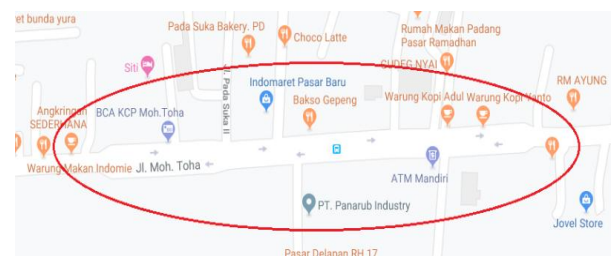 ret bunda yura
Pada Suka Bakery. PD
Choco Latte
Rumah Makan Padang
Pasar Ramadhan
Siti
GUDEG NYAI
Jl. Pada Suka II
Indomaret Pasar Baru
RM AYUNG
Bakso Gepeng
Warung Kopi Adul
Warung Kopi Yanto
Angkringan
SEDERHANA
BCA KCP Moh.Toha
Warung Makan Indomie
Jl. Moh. Toha
ATM Mandiri
PT. Panarub Industry
Jovel Store
Pasar Delapan RH 17